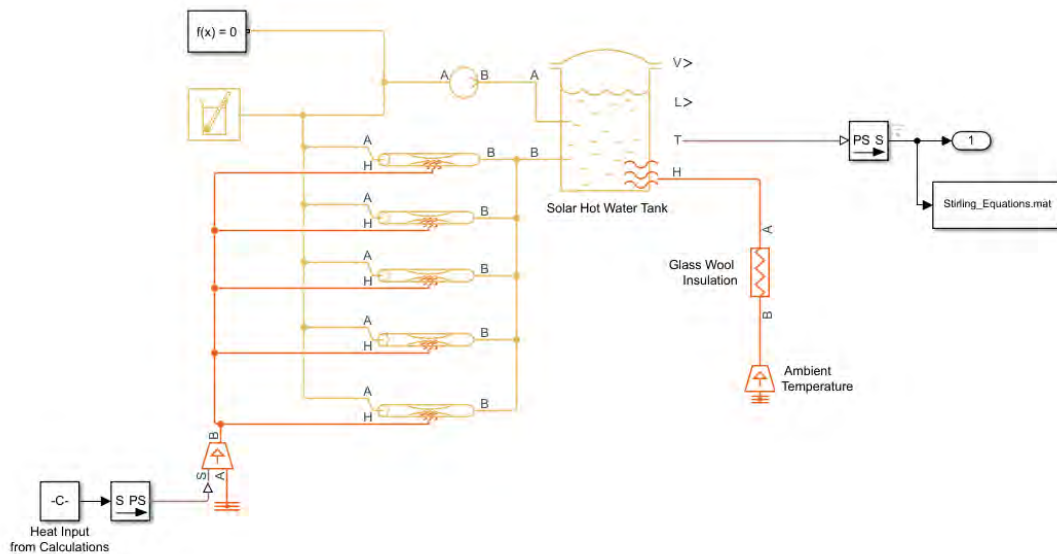 f(x) = 0
A
B
A
V
L
T
H
PS S
1
Stirling_Equations.mat
A
H
B
B
Solar Hot Water Tank
A
H
B
A
H
B
A
H
B
A
H
B
A
Glass Wool
Insulation
B
Ambient
Temperature
B
S
A
-C-
S PS
Heat Input
from Calculations